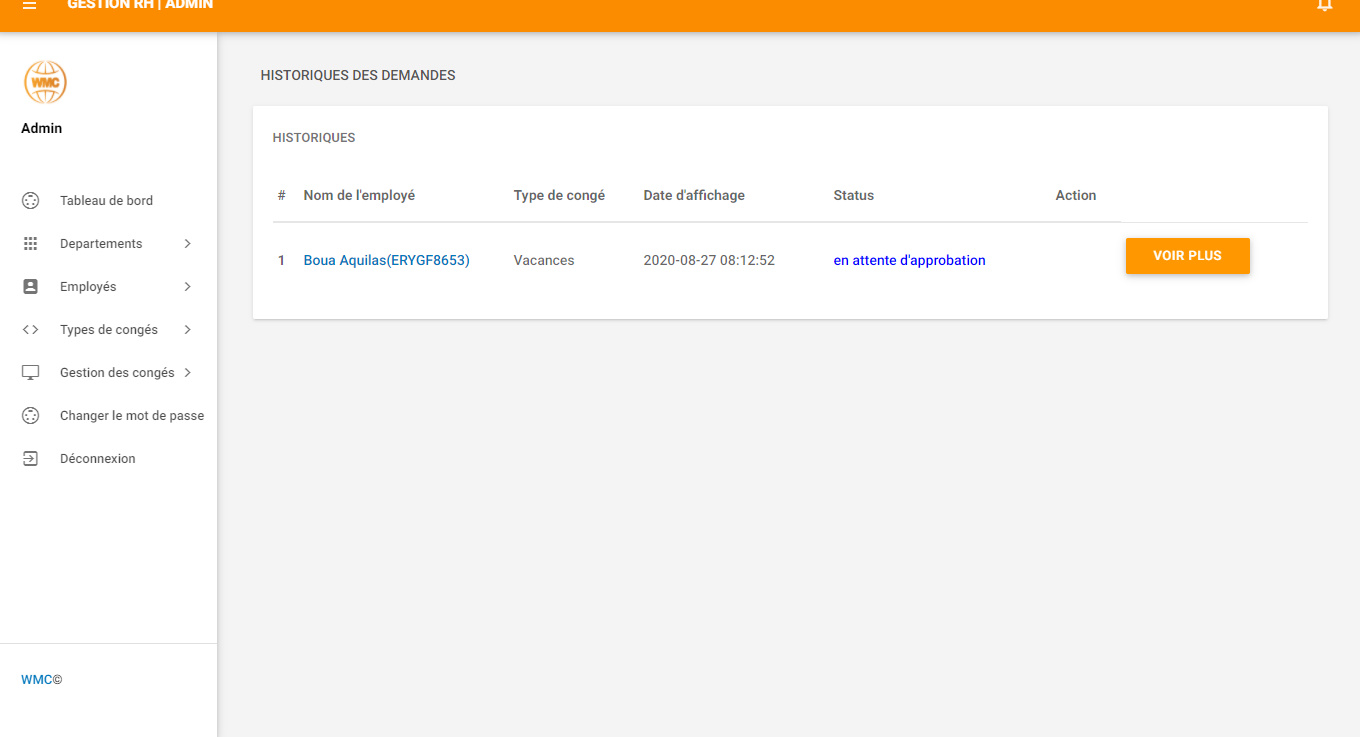 GESTION RH | ADMIN
WMC
Admin
Tableau de bord
Departements
Employés
Types de congés
Gestion des congés
Changer le mot de passe
Déconnexion
WMC©
HISTORIQUES DES DEMANDES
HISTORIQUES
# Nom de l'employé Type de congé Date d'affichage Status Action
1 Boua Aquilas(ERYGF8653) Vacances 2020-08-27 08:12:52 en attente d'approbation VOIR PLUS